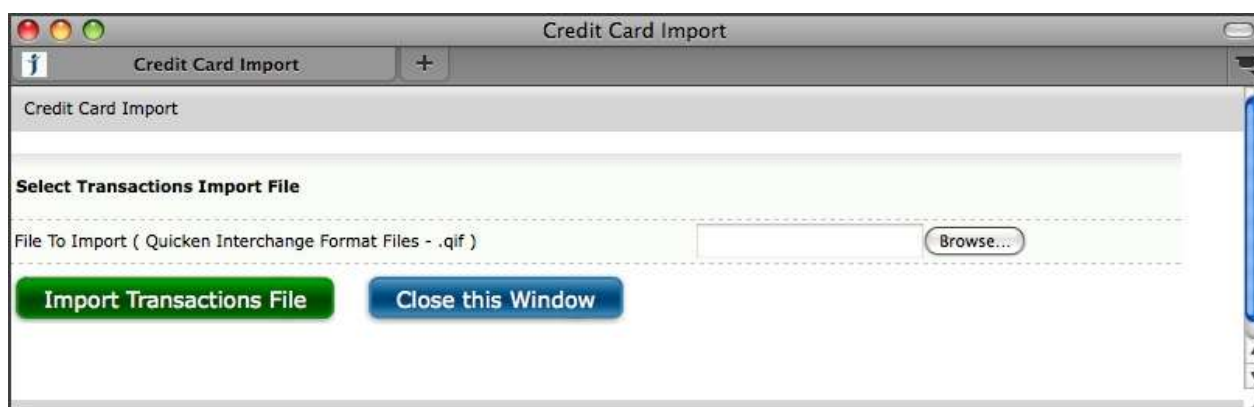 Credit Card Import
Credit Card Import +
Credit Card Import
Select Transactions Import File
File To Import ( Quicken Interchange Format Files - .qif ) Browse...
Import Transactions File Close this Window